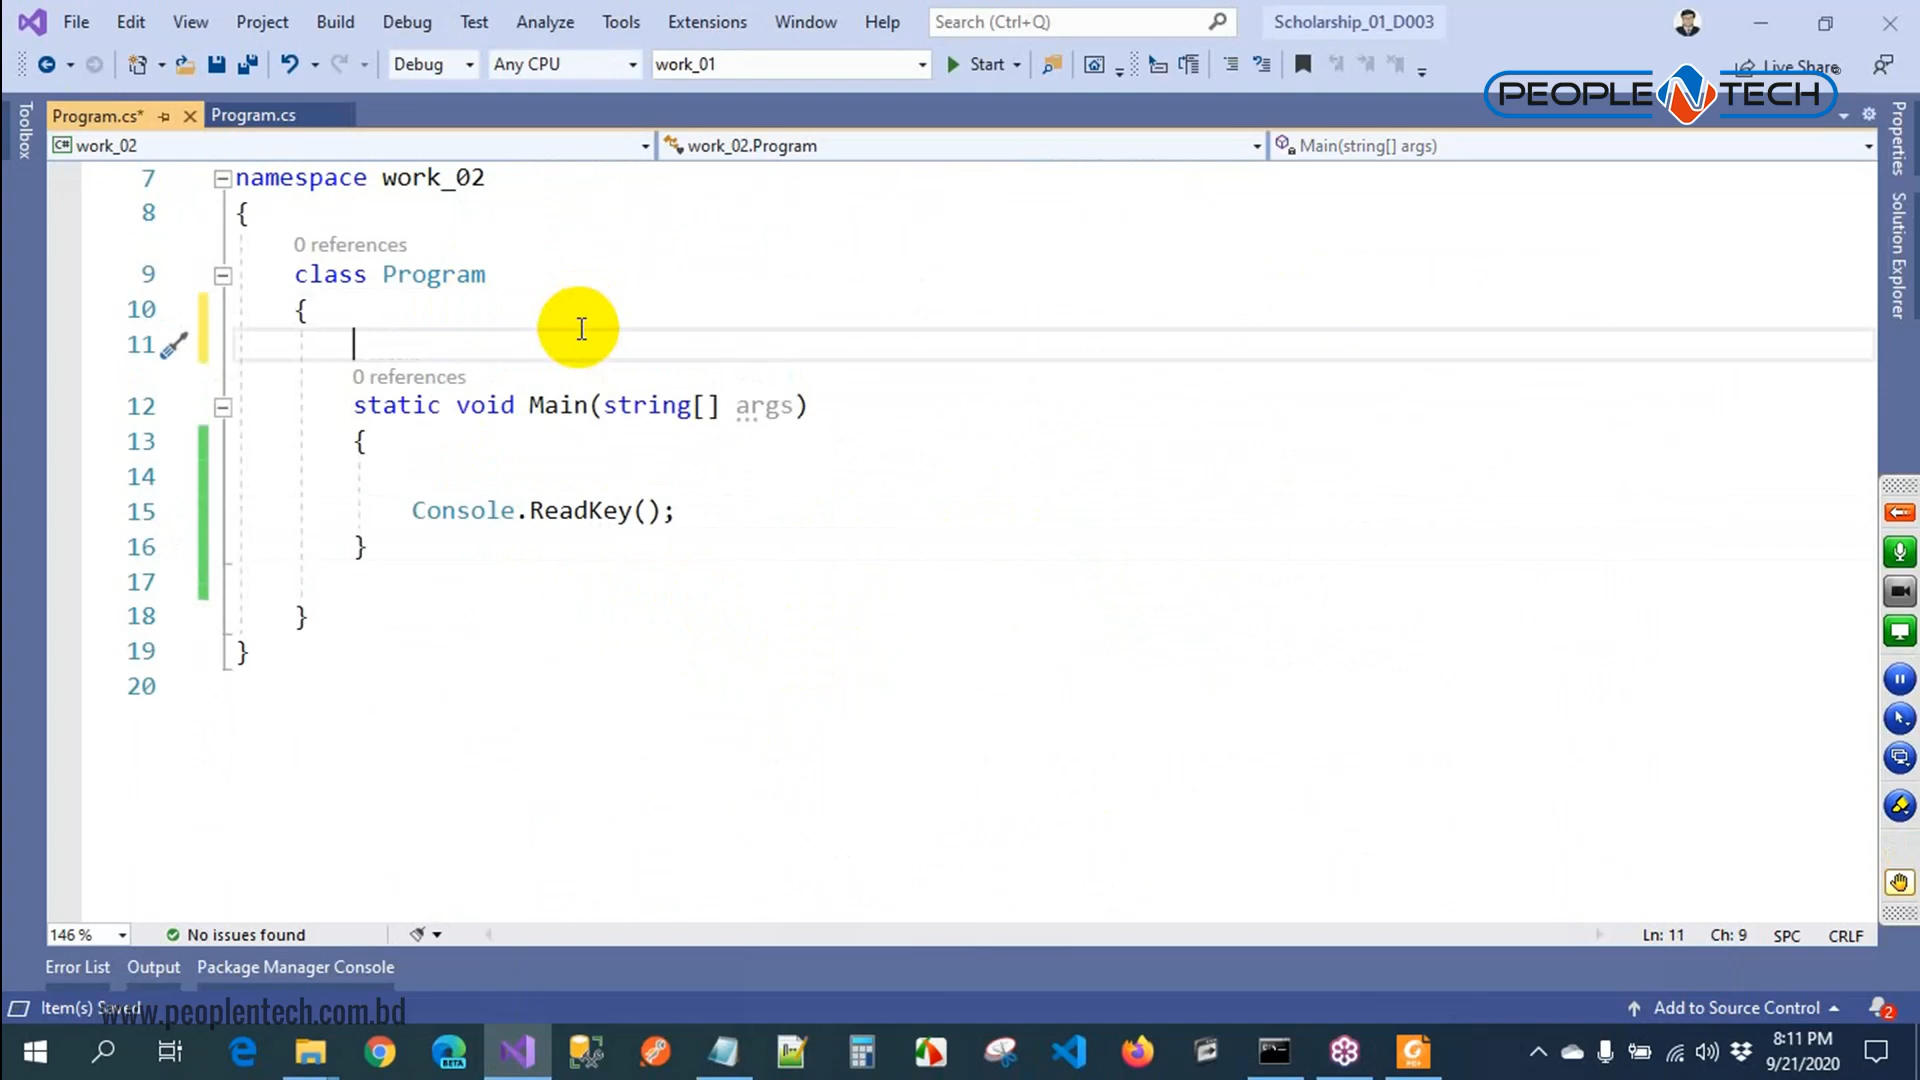 File Edit View Project Build Debug Test Analyze Tools Extensions Window Help Search (Ctrl+Q) Scholarship_01_D003
Debug Any CPU work_01 Start Live Share
PEOPLE N TECH
Program.cs* Program.cs
Toolbox
Properties
Solution Explorer
C# work_02 work_02.Program Main(string[] args)
7 namespace work_02
8 {
0 references
9 class Program
10 {
11
0 references
12 static void Main(string[] args)
13 {
14
15 Console.ReadKey();
16 }
17
18 }
19 }
20
146 % No issues found Ln: 11 Ch: 9 SPC CRLF
Error List Output Package Manager Console
Item(s) Saved Add to Source Control 2
www.peoplentech.com.bd
BETA
8:11 PM
9/21/2020